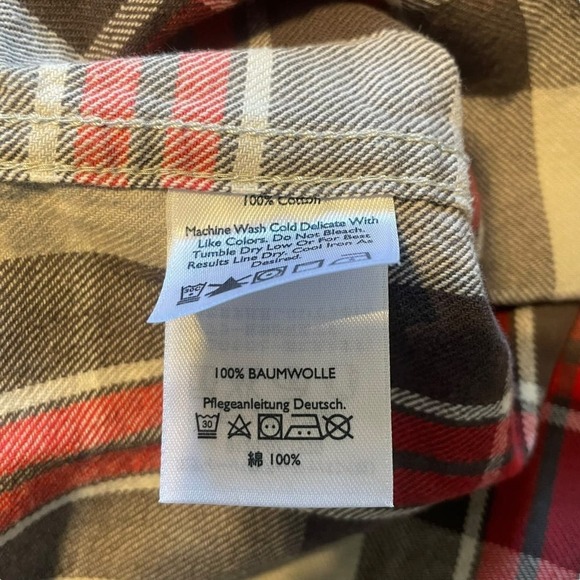 100% Cotton
Machine Wash Cold Delicate With
Like Colors. Do Not Bleach.
Tumble Dry Low Or For Best
Results Line Dry. Cool Iron As
Desired.
30C
100% BAUMWOLLE
Pflegeanleitung Deutsch.
30
綿 100%